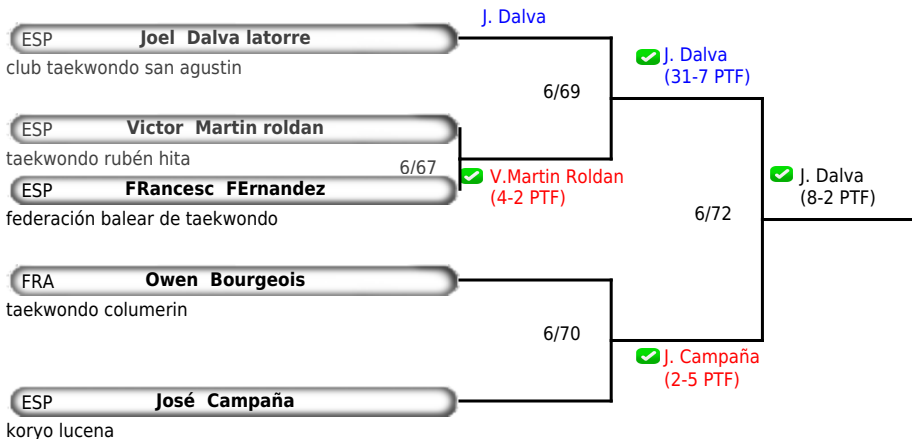 J. Dalva
ESP Joel Dalva latorre
club taekwondo san agustin
J. Dalva
(31-7 PTF)
6/69
ESP Victor Martin roldan
taekwondo rubén hita
6/67
V.Martin Roldan
(4-2 PTF)
ESP FRancesc FErnandez
federación balear de taekwondo
J. Dalva
(8-2 PTF)
6/72
FRA Owen Bourgeois
taekwondo columerin
6/70
J. Campaña
(2-5 PTF)
ESP José Campaña
koryo lucena